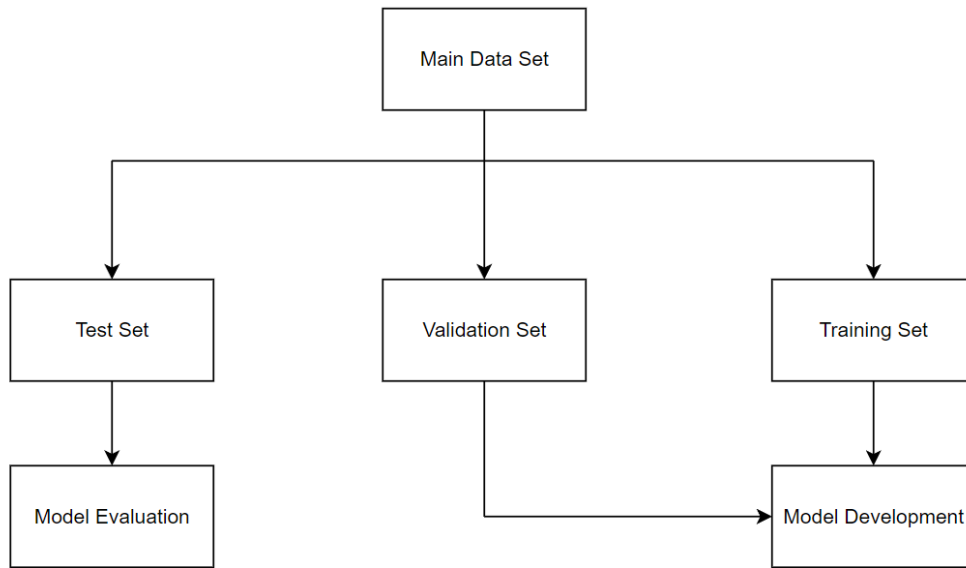 Main Data Set
Test Set
Validation Set
Training Set
Model Evaluation
Model Development